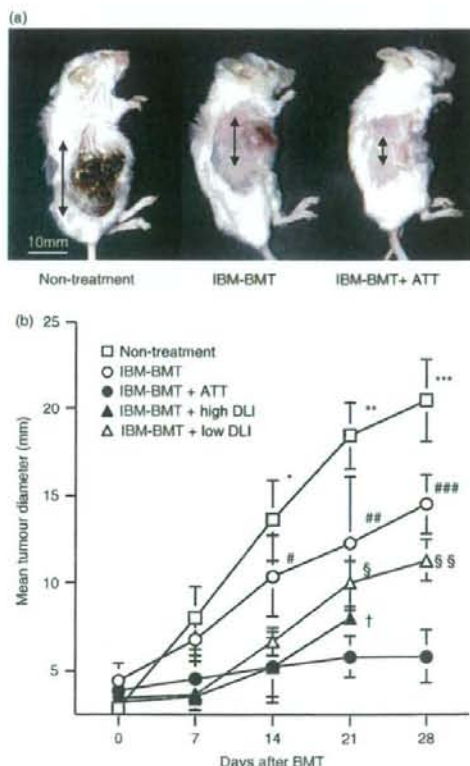 (a)
10mm
Non-treatment IBM-BMT IBM-BMT+ ATT
(b)
25
20
15
10
5
0 7 14 21 28
Mean tumour diameter (mm)
Days after BMT
Non-treatment
IBM-BMT
IBM-BMT + ATT
IBM-BMT + high DLI
IBM-BMT + low DLI
*
**
***
#
##
###
§
§ §
†